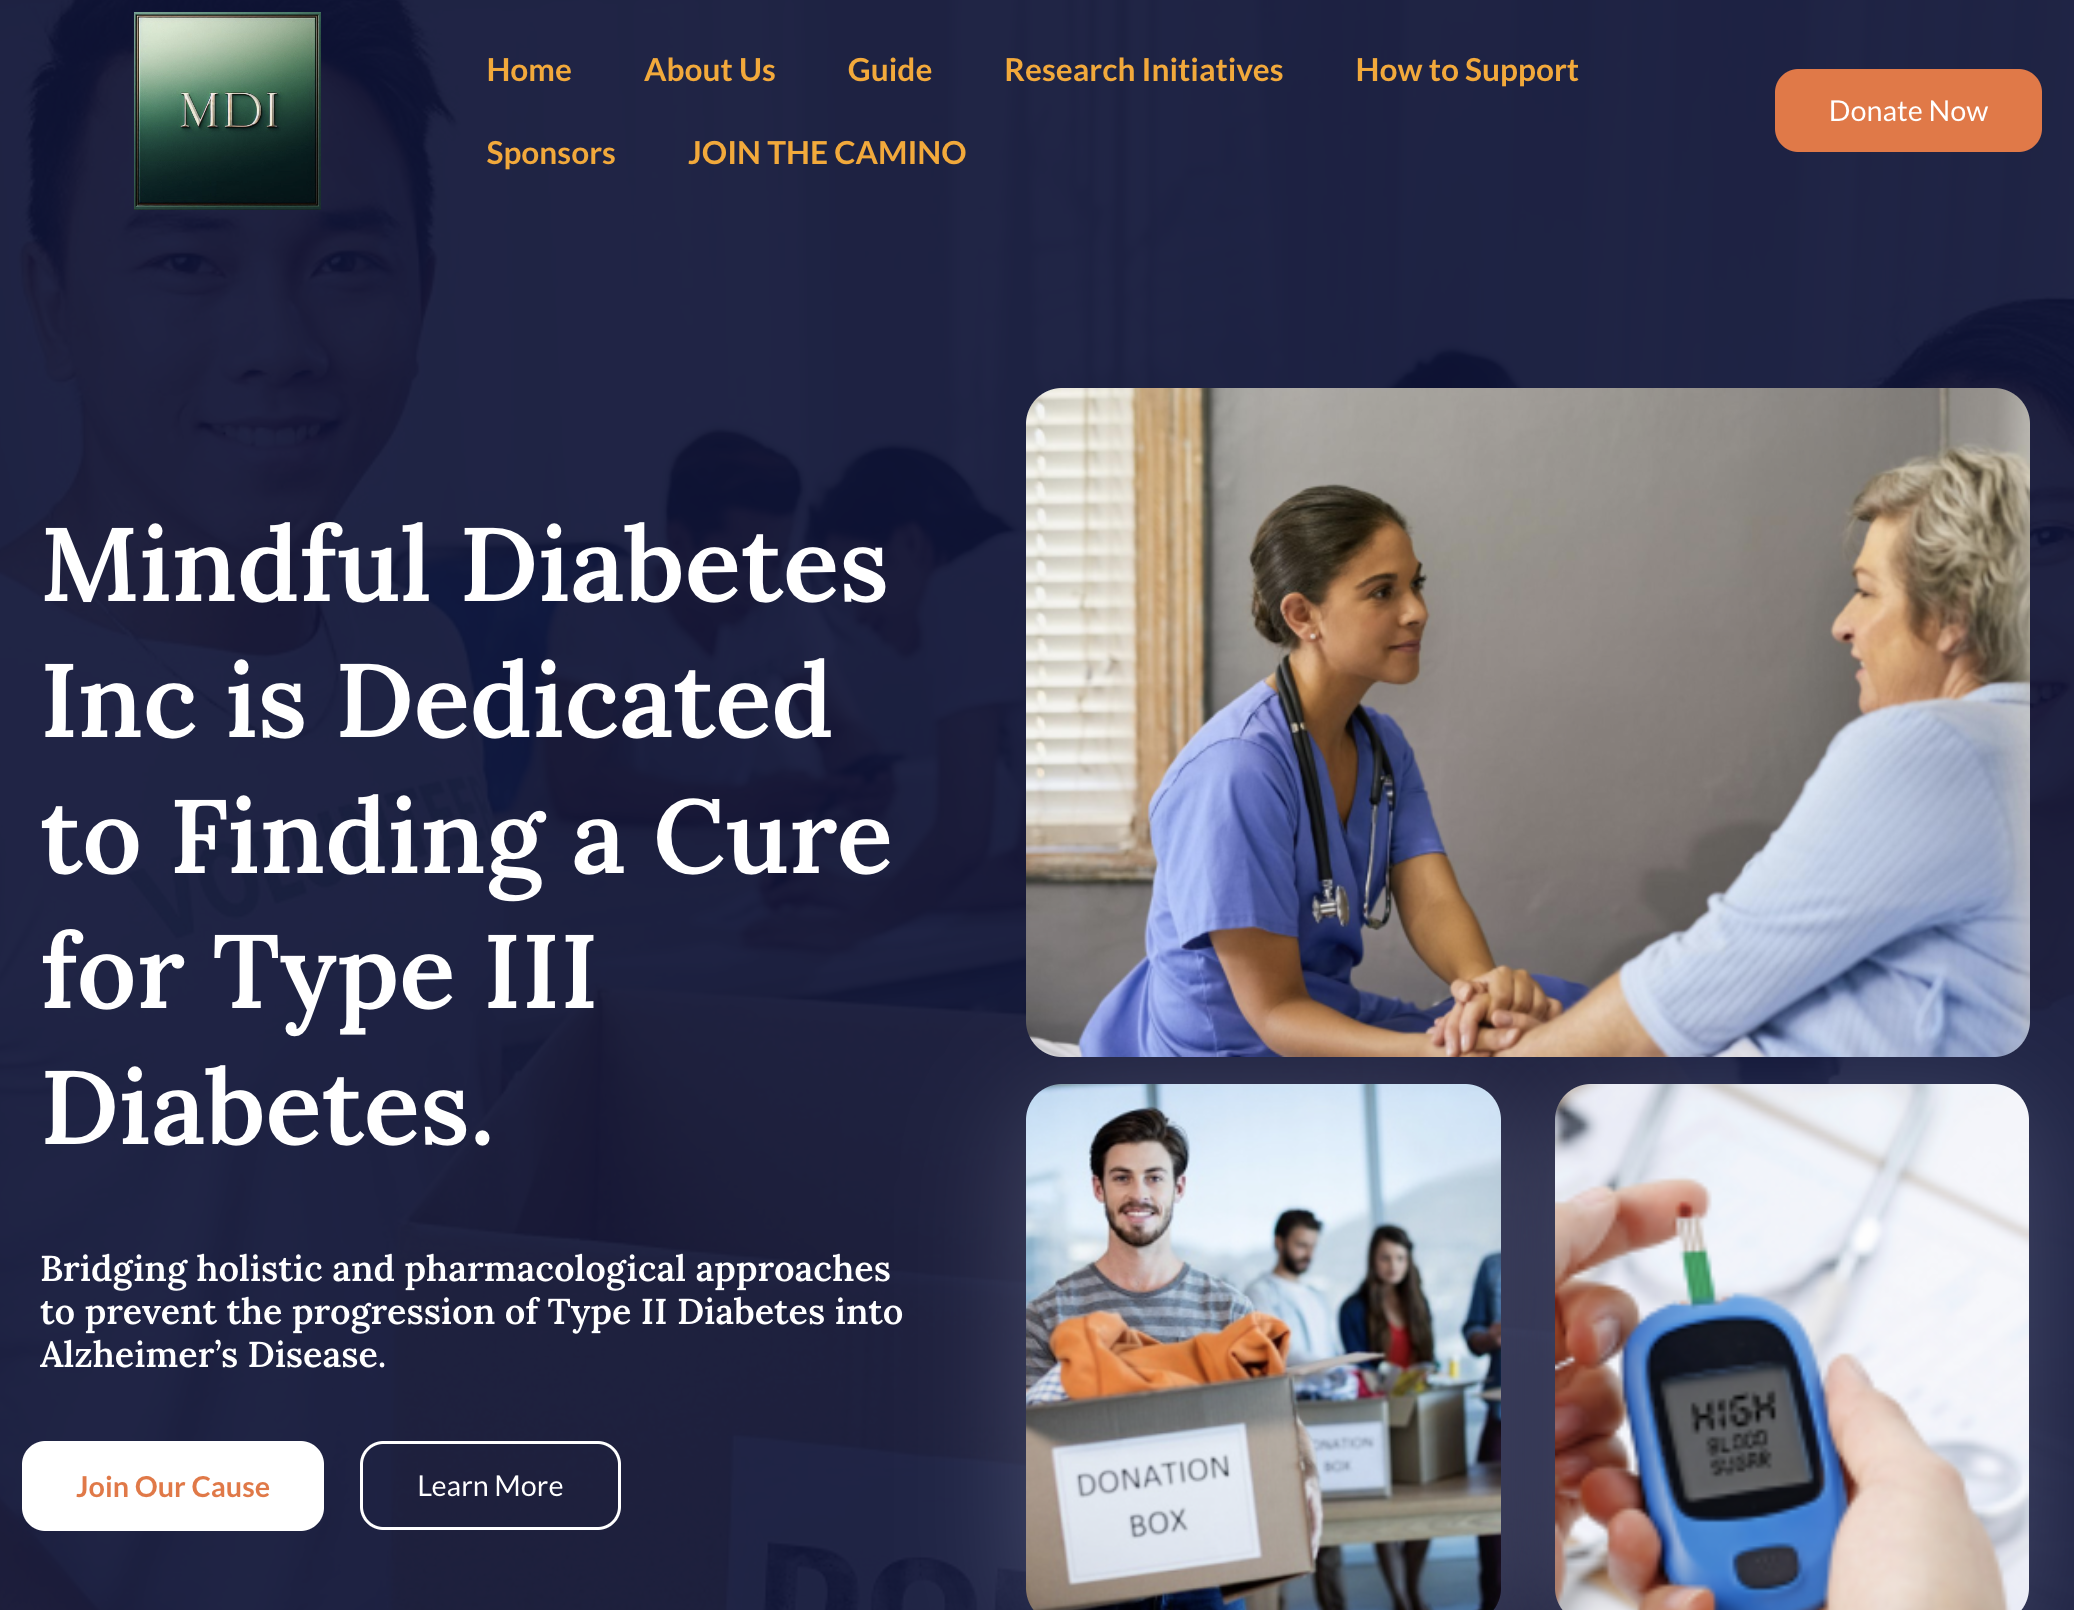 MDI
Home About Us Guide Research Initiatives How to Support
Sponsors JOIN THE CAMINO
Donate Now
Mindful Diabetes
Inc is Dedicated
to Finding a Cure
for Type III
Diabetes.
Bridging holistic and pharmacological approaches
to prevent the progression of Type II Diabetes into
Alzheimer’s Disease.
Join Our Cause Learn More
DONATION
BOX
BOX
HIGH
BLOOD
SUGAR